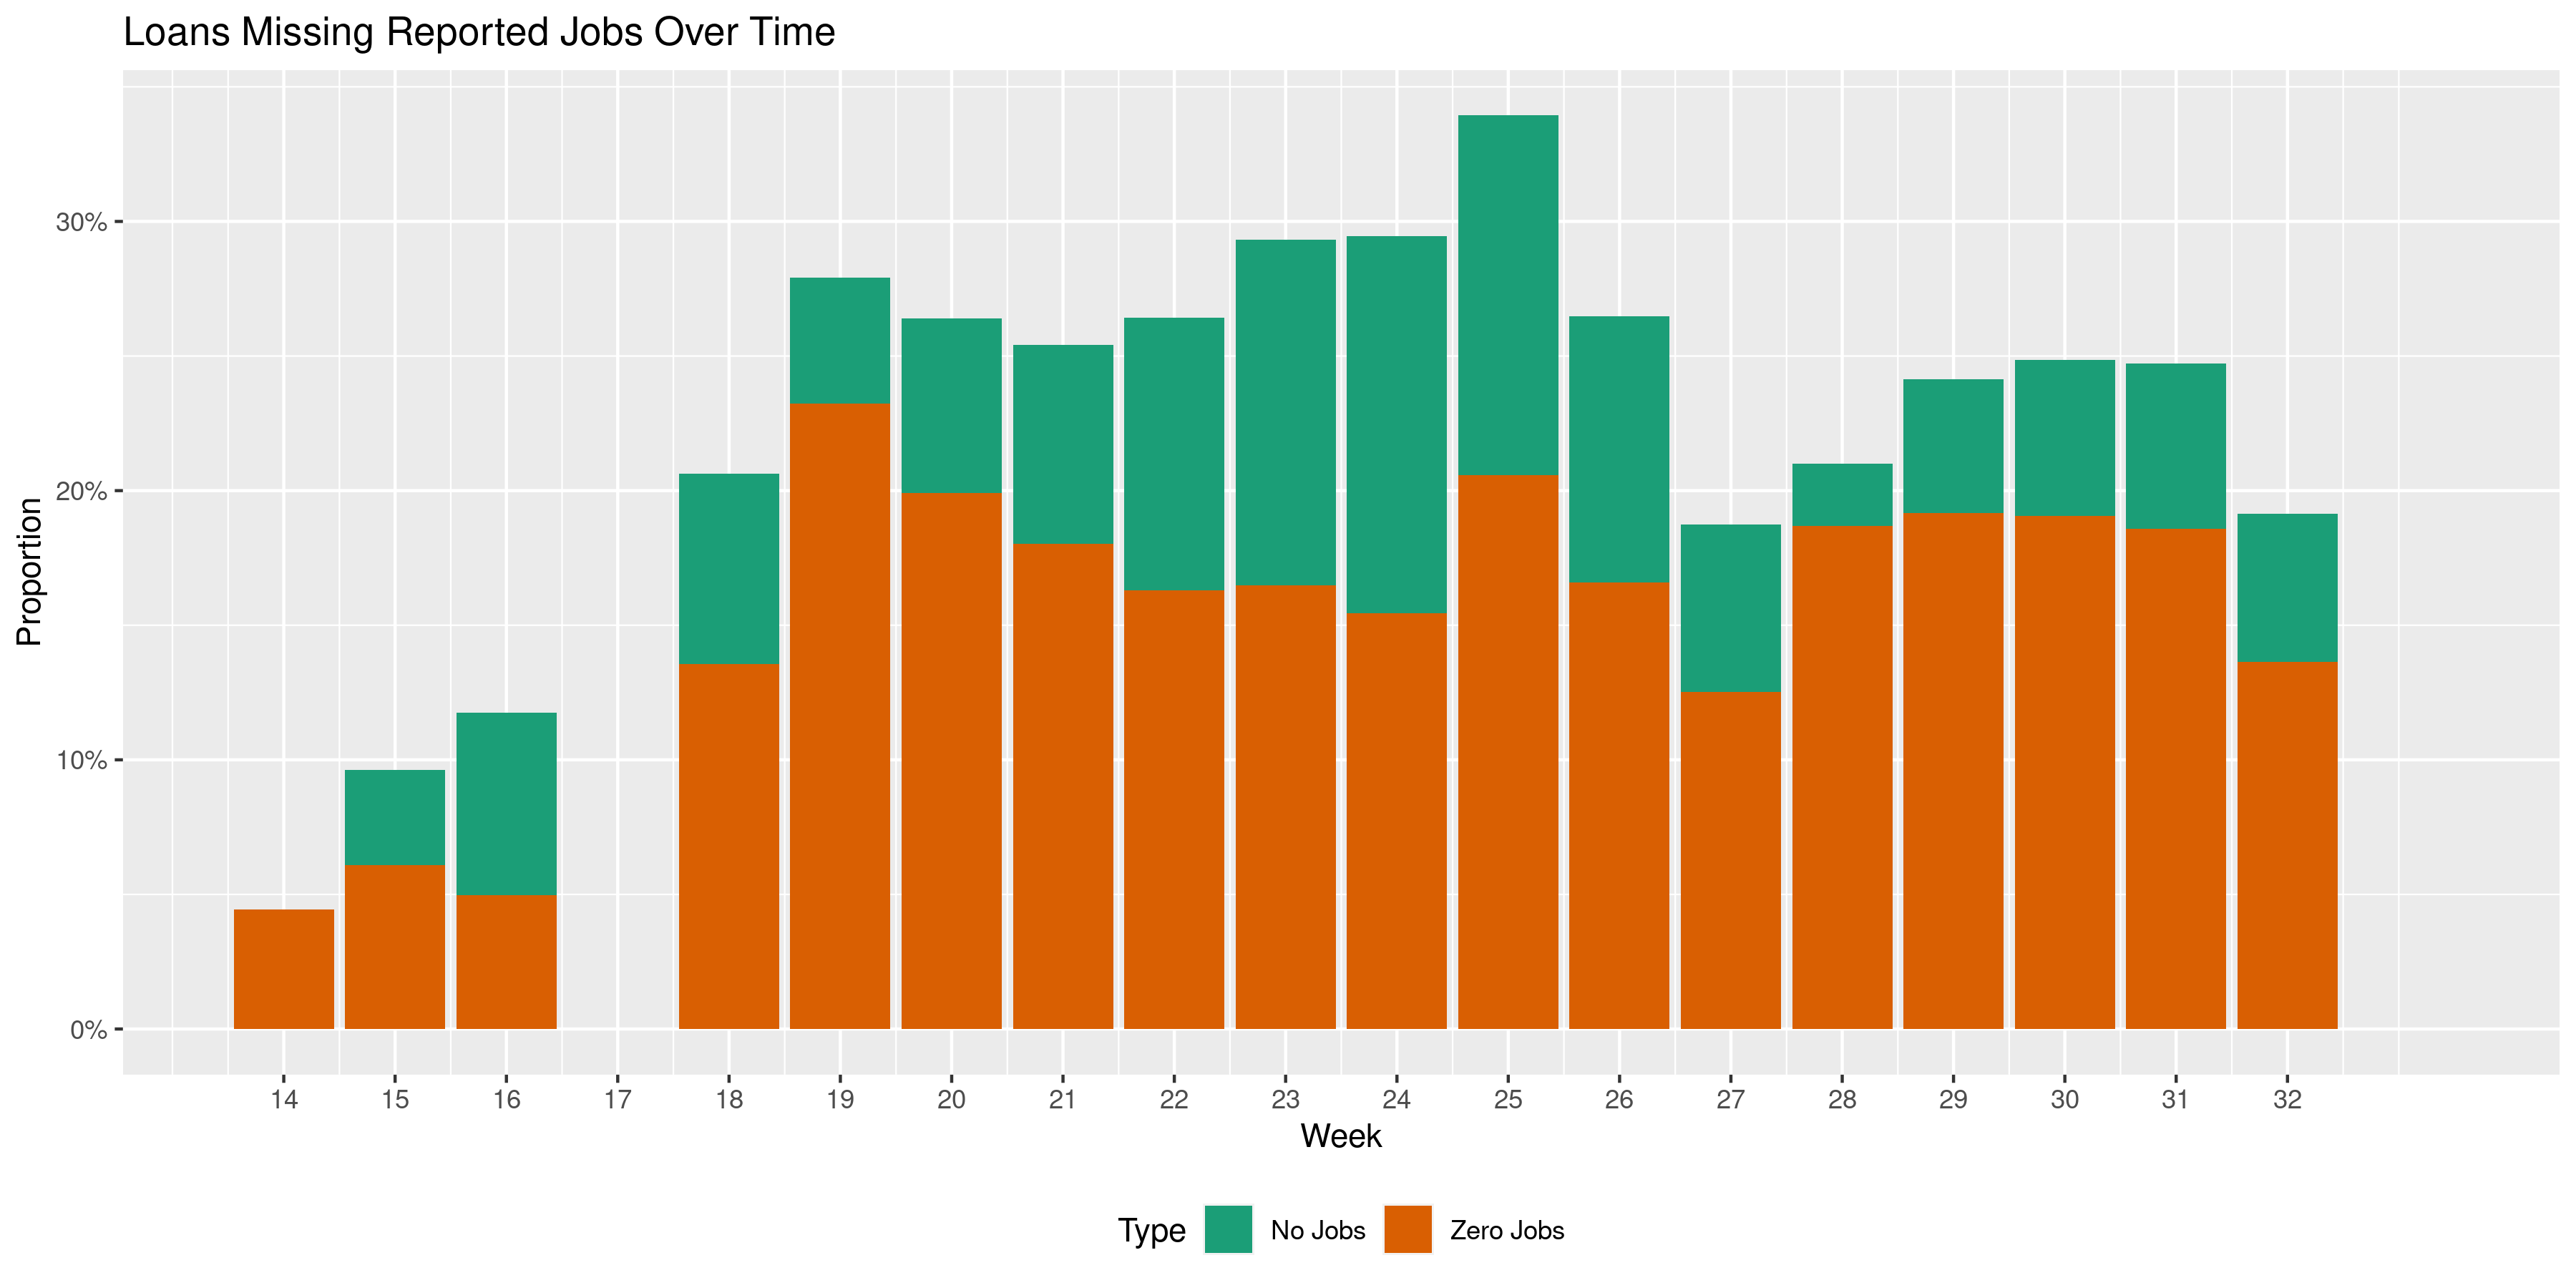 Loans Missing Reported Jobs Over Time
Proportion
30%
20%
10%
0%
14 15 16 17 18 19 20 21 22 23 24 25 26 27 28 29 30 31 32
Week
Type No Jobs Zero Jobs